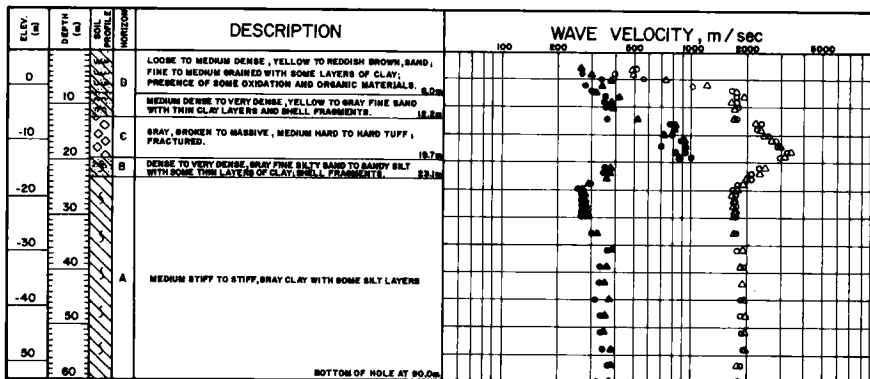 ELEV. (m)
DEPTH (m)
SOIL PROFILE
HORIZON
DESCRIPTION
WAVE VELOCITY, m/sec
100 200 500 1000 2000 5000
LOOSE TO MEDIUM DENSE, YELLOW TO REDDISH BROWN, SAND;
FINE TO MEDIUM GRAINED WITH SOME LAYERS OF CLAY;
PRESENCE OF SOME OXIDATION AND ORGANIC MATERIALS.
D
MEDIUM DENSE TO VERY DENSE, YELLOW TO GRAY FINE SAND
WITH THIN CLAY LAYERS AND SHELL FRAGMENTS. 12.2m
C
GRAY, BROKEN TO MASSIVE, MEDIUM HARD TO HARD TUFF;
FRACTURED.
19.7m
B
DENSE TO VERY DENSE, GRAY FINE SILTY SAND TO SANDY SILT
WITH SOME THIN LAYERS OF CLAY, SHELL FRAGMENTS. 23.1m
A
MEDIUM STIFF TO STIFF, GRAY CLAY WITH SOME SILT LAYERS
BOTTOM OF HOLE AT 90.0m
0
-10
-20
-30
-40
50
10
20
30
40
50
60